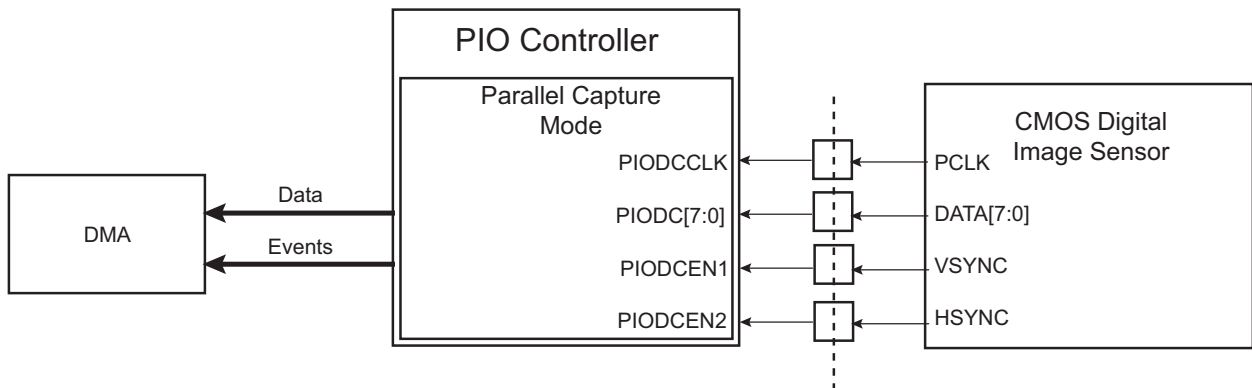 PIO Controller
Parallel Capture
Mode
CMOS Digital
Image Sensor
PIODCCLK
PCLK
Data
PIODC[7:0]
DATA[7:0]
DMA
Events
PIODCEN1
VSYNC
PIODCEN2
HSYNC